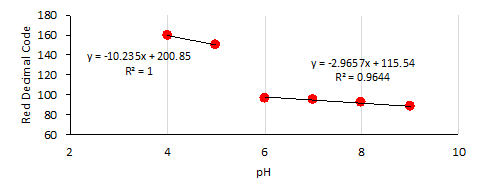 180
160
140
120
100
80
60
Red Decimal Code
y = -10.235x + 200.85
R² = 1
y = -2.9657x + 115.54
R² = 0.9644
2 4 6 8 10
pH